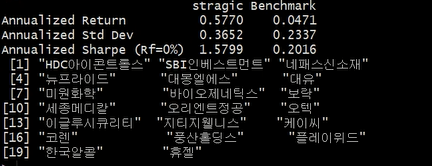 stragic Benchmark
Annualized Return 0.5770 0.0471
Annualized Std Dev 0.3652 0.2337
Annualized Sharpe (Rf=0%) 1.5799 0.2016
[1] "HDC아이콘트롤스" "SBI인베스트먼트" "네패스신소재"
[4] "뉴프라이드" "대봉엘에스" "대유"
[7] "미원화학" "바이오제네틱스" "보락"
[10] "세종메디칼" "오리엔트정공" "오텍"
[13] "이글루시큐리티" "지티지웰니스" "케이씨"
[16] "코렌" "풍산홀딩스" "플레이위드"
[19] "한국알콜" "휴젤"